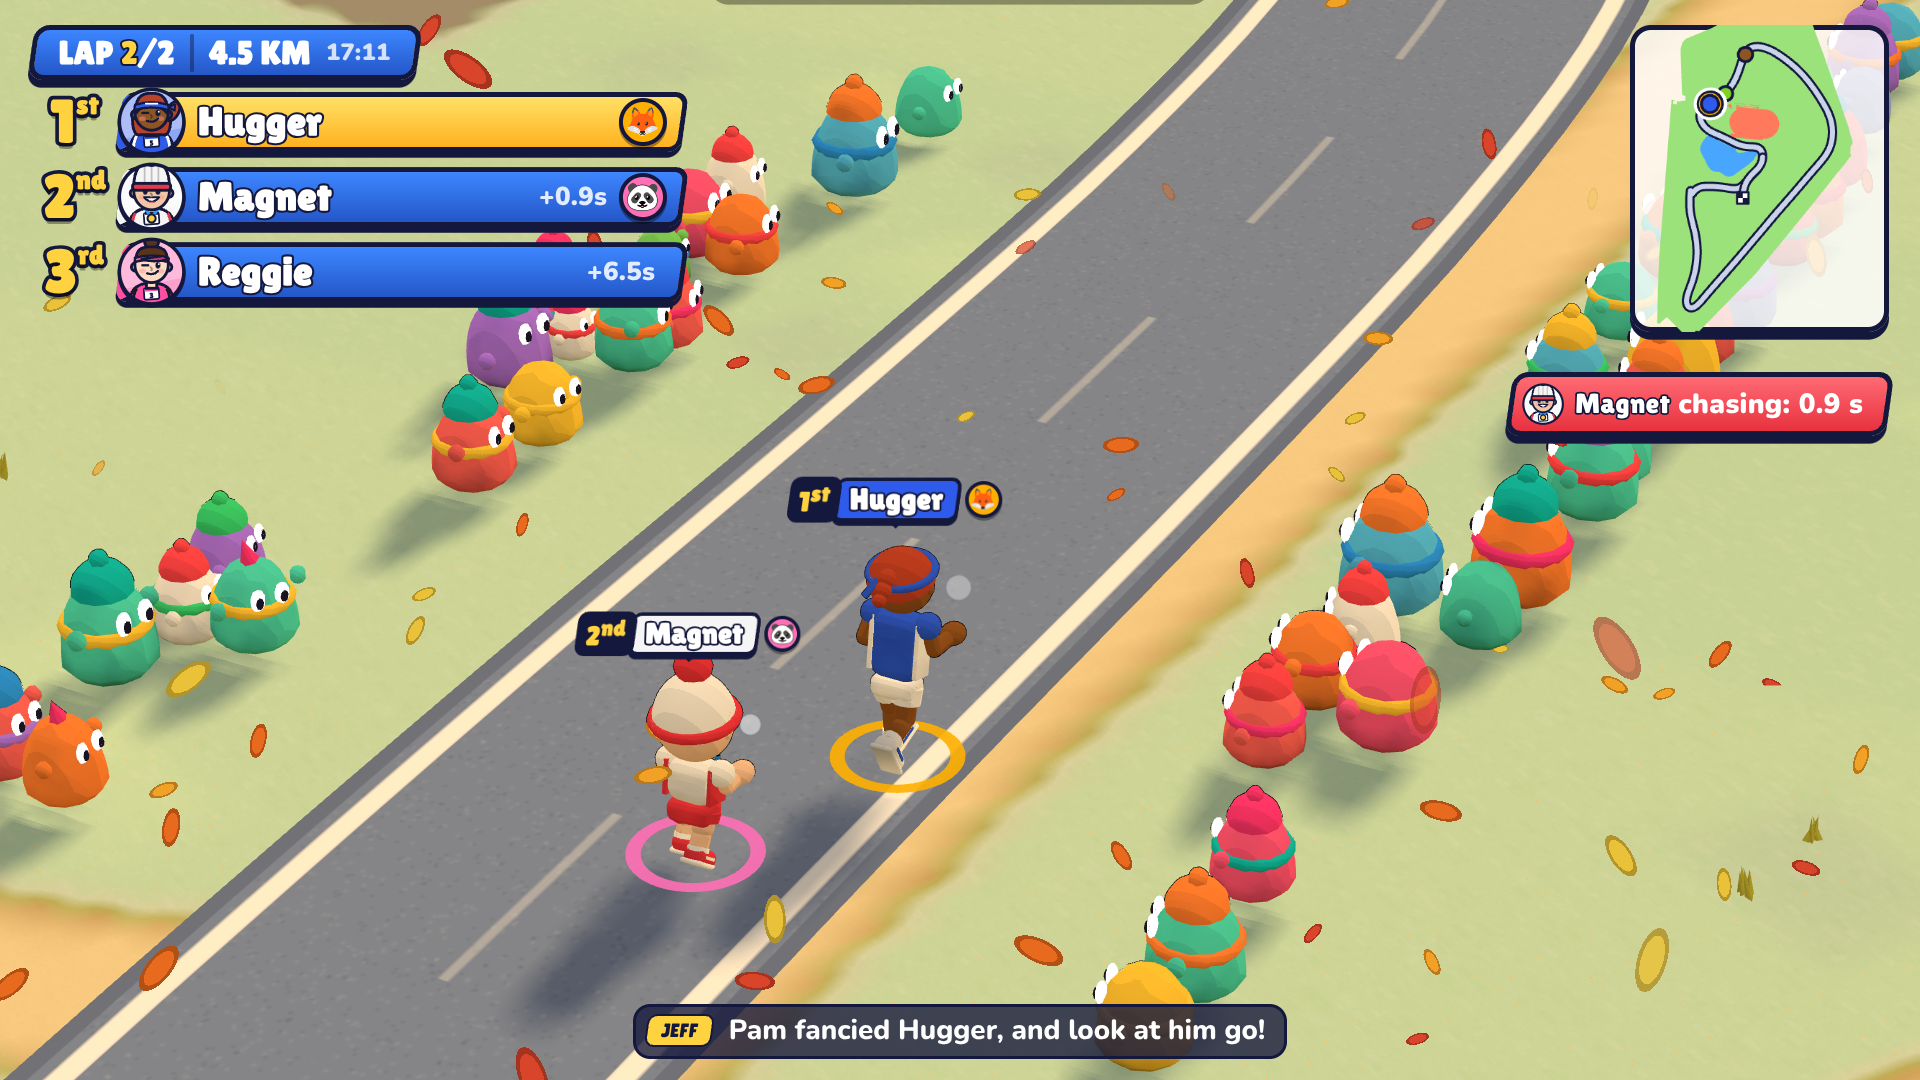 LAP 2/2 4.5 KM 17:11
1st Hugger
2nd Magnet +0.9s
3rd Reggie +6.5s
Magnet chasing: 0.9 s
1st Hugger
2nd Magnet
JEFF Pam fancied Hugger, and look at him go!